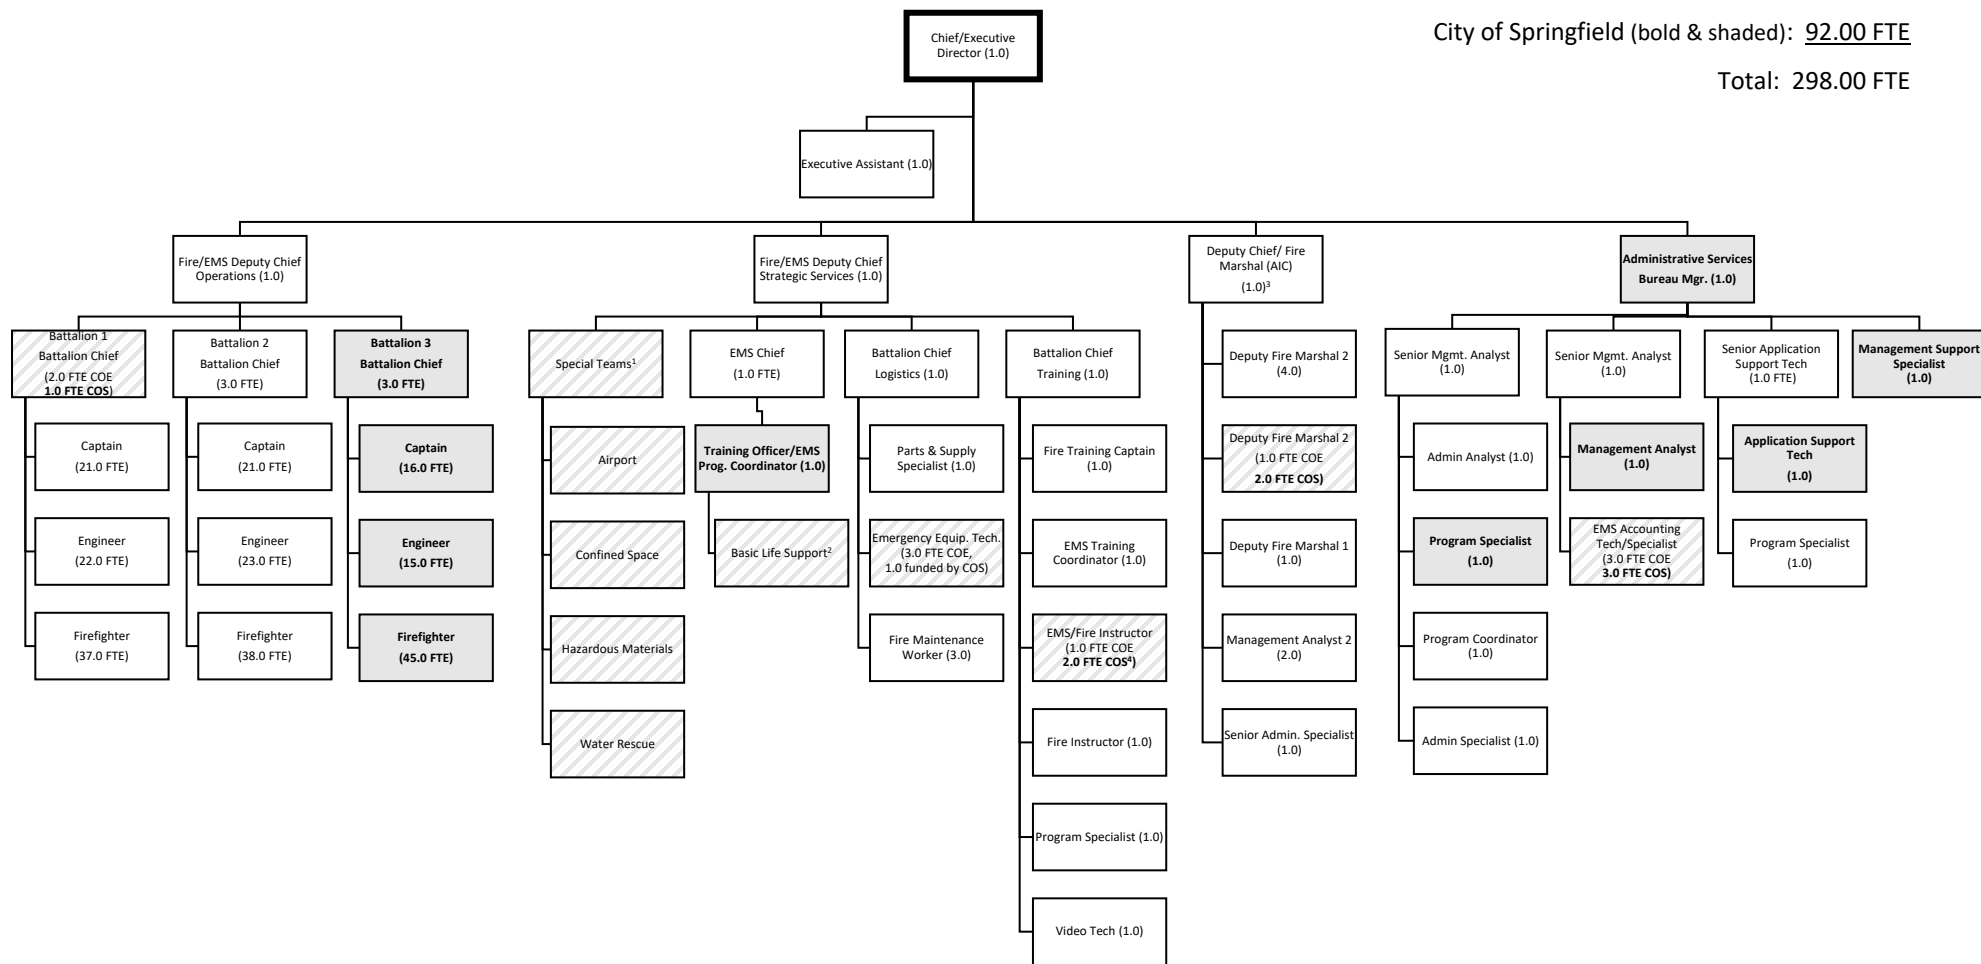 City of Springfield (bold & shaded): 92.00 FTE
Total: 298.00 FTE
Chief/Executive
Director (1.0)
Executive Assistant (1.0)
Fire/EMS Deputy Chief
Operations (1.0)
Fire/EMS Deputy Chief
Strategic Services (1.0)
Deputy Chief/ Fire
Marshal (AIC)
(1.0)³
Administrative Services
Bureau Mgr. (1.0)
Battalion 1
Battalion Chief
(2.0 FTE COE
1.0 FTE COS)
Battalion 2
Battalion Chief
(3.0 FTE)
Battalion 3
Battalion Chief
(3.0 FTE)
Special Teams¹
EMS Chief
(1.0 FTE)
Battalion Chief
Logistics (1.0)
Battalion Chief
Training (1.0)
Deputy Fire Marshal 2
(4.0)
Senior Mgmt. Analyst
(1.0)
Senior Mgmt. Analyst
(1.0)
Senior Application
Support Tech
(1.0 FTE)
Management Support
Specialist
(1.0)
Captain
(21.0 FTE)
Captain
(21.0 FTE)
Captain
(16.0 FTE)
Airport
Training Officer/EMS
Prog. Coordinator (1.0)
Parts & Supply
Specialist (1.0)
Fire Training Captain
(1.0)
Deputy Fire Marshal 2
(1.0 FTE COE
2.0 FTE COS)
Admin Analyst (1.0)
Management Analyst
(1.0)
Application Support
Tech
(1.0)
Engineer
(22.0 FTE)
Engineer
(23.0 FTE)
Engineer
(15.0 FTE)
Confined Space
Basic Life Support²
Emergency Equip. Tech.
(3.0 FTE COE,
1.0 funded by COS)
EMS Training
Coordinator (1.0)
Deputy Fire Marshal 1
(1.0)
Program Specialist
(1.0)
EMS Accounting
Tech/Specialist
(3.0 FTE COE
3.0 FTE COS)
Program Specialist
(1.0)
Firefighter
(37.0 FTE)
Firefighter
(38.0 FTE)
Firefighter
(45.0 FTE)
Hazardous Materials
Fire Maintenance
Worker (3.0)
EMS/Fire Instructor
(1.0 FTE COE
2.0 FTE COS⁴)
Management Analyst 2
(2.0)
Program Coordinator
(1.0)
Water Rescue
Fire Instructor (1.0)
Senior Admin. Specialist
(1.0)
Admin Specialist (1.0)
Program Specialist (1.0)
Video Tech (1.0)